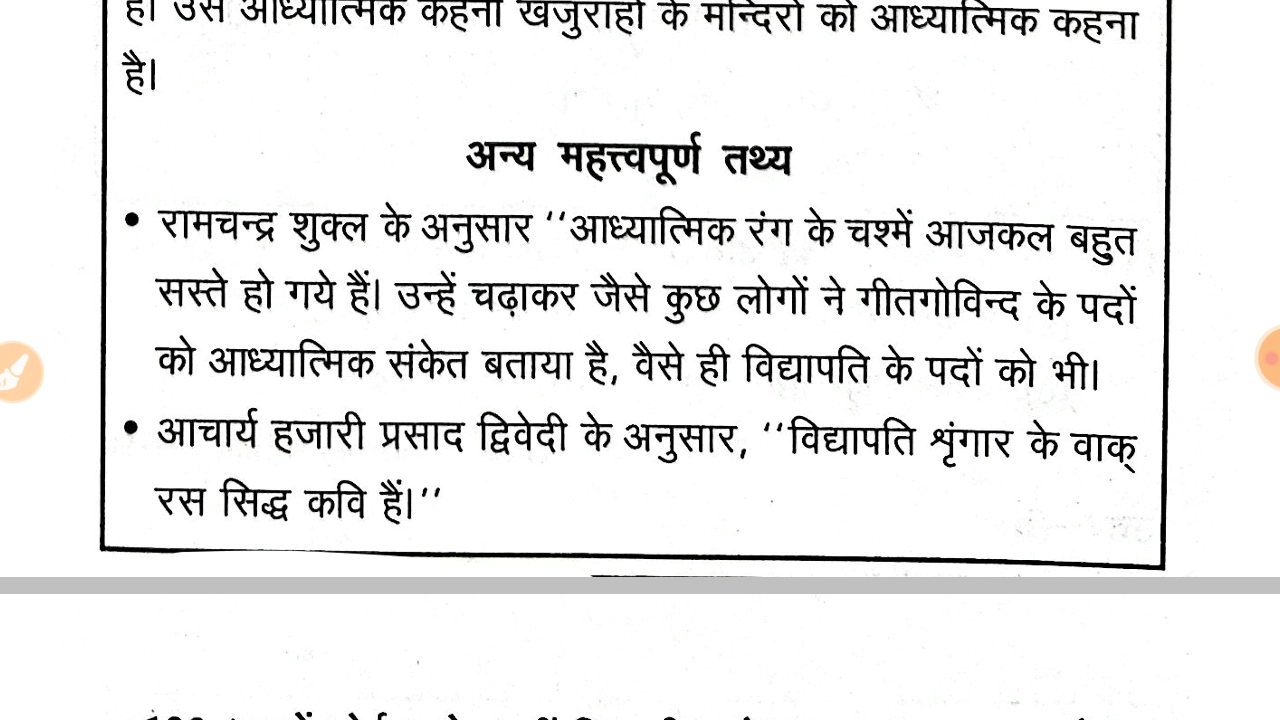 है। उसे आध्यात्मिक कहना खजुराहो के मन्दिरों को आध्यात्मिक कहना
है।
अन्य महत्त्वपूर्ण तथ्य
• रामचन्द्र शुक्ल के अनुसार ‘‘आध्यात्मिक रंग के चश्में आजकल बहुत
सस्ते हो गये हैं। उन्हें चढ़ाकर जैसे कुछ लोगों ने गीतगोविन्द के पदों
को आध्यात्मिक संकेत बताया है, वैसे ही विद्यापति के पदों को भी।
• आचार्य हजारी प्रसाद द्विवेदी के अनुसार, ‘‘विद्यापति शृंगार के वाक्
रस सिद्ध कवि हैं।’’